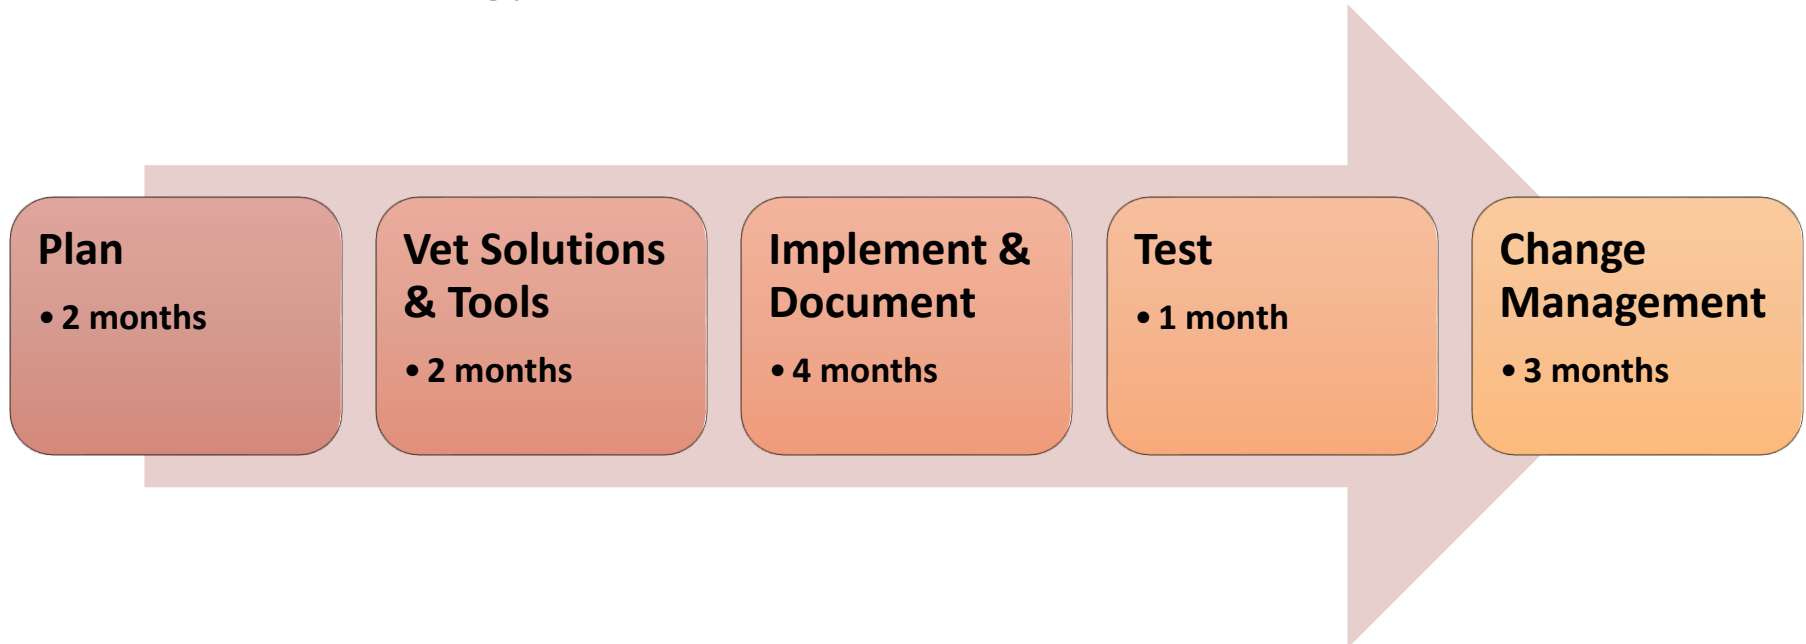 Plan
• 2 months
Vet Solutions
& Tools
• 2 months
Implement &
Document
• 4 months
Test
• 1 month
Change
Management
• 3 months